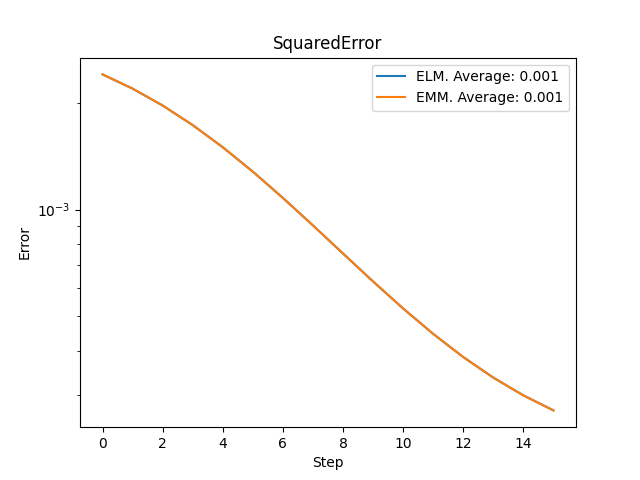 SquaredError
ELM. Average: 0.001
EMM. Average: 0.001
10⁻³
Error
0 2 4 6 8 10 12 14
Step